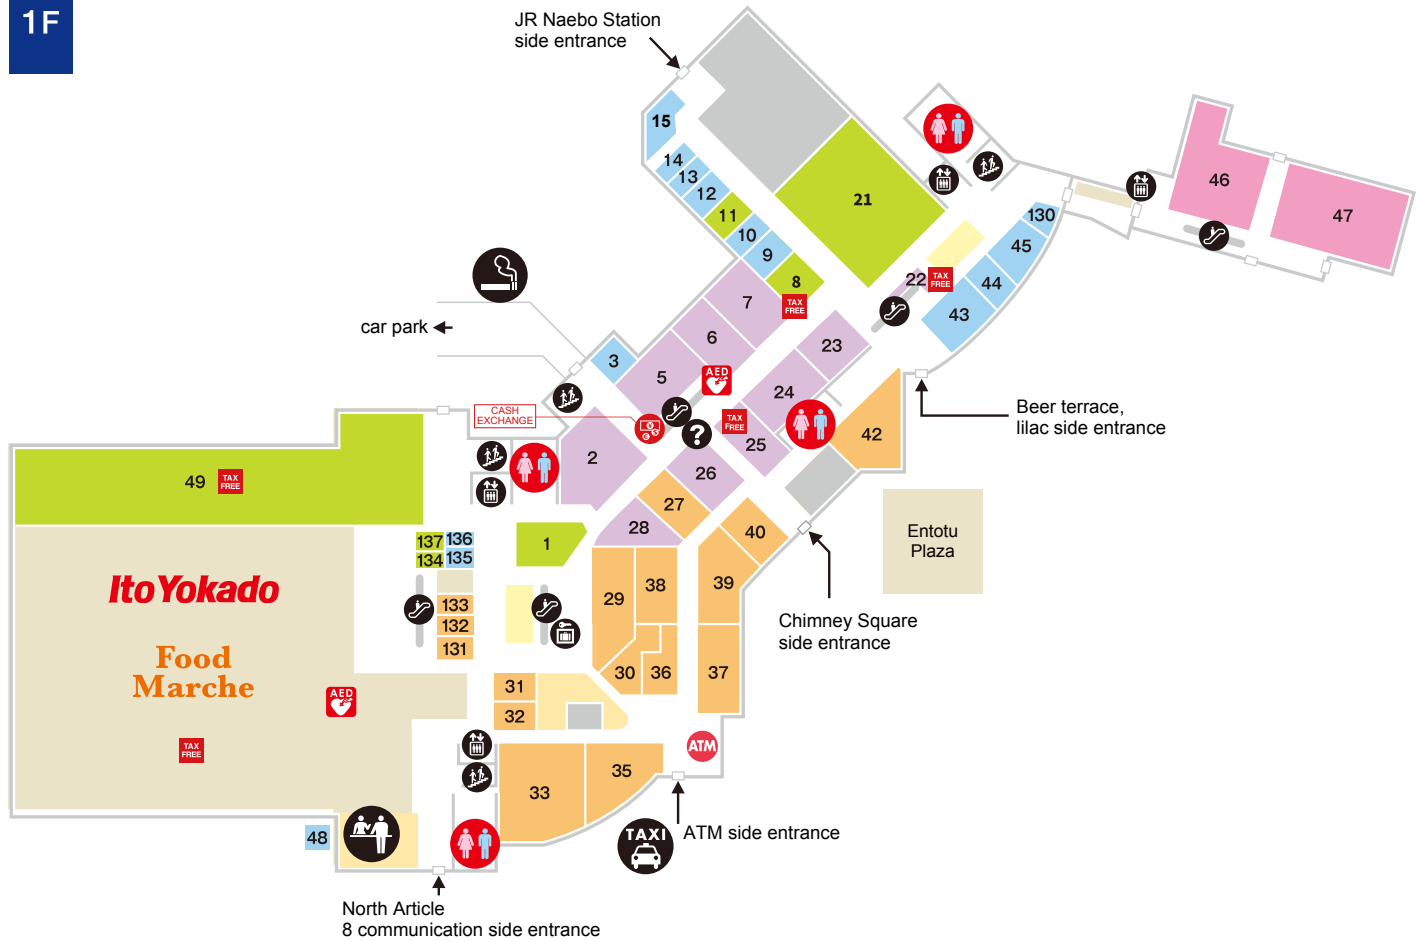 1F
JR Naebo Station
side entrance
15
14
13
12
11
10
9
8
TAX
FREE
7
6
5
3
AED
21
22
TAX
FREE
130
45
44
43
46
47
car park
CASH
EXCHANGE
?
2
23
24
TAX
FREE
25
26
27
28
42
40
39
38
29
30
36
37
Beer terrace,
lilac side entrance
Entotu
Plaza
Chimney Square
side entrance
49
TAX
FREE
137
136
134
135
133
132
131
1
ItoYokado
Food
Marche
AED
TAX
FREE
31
32
33
35
ATM
ATM side entrance
TAXI
48
North Article
8 communication side entrance